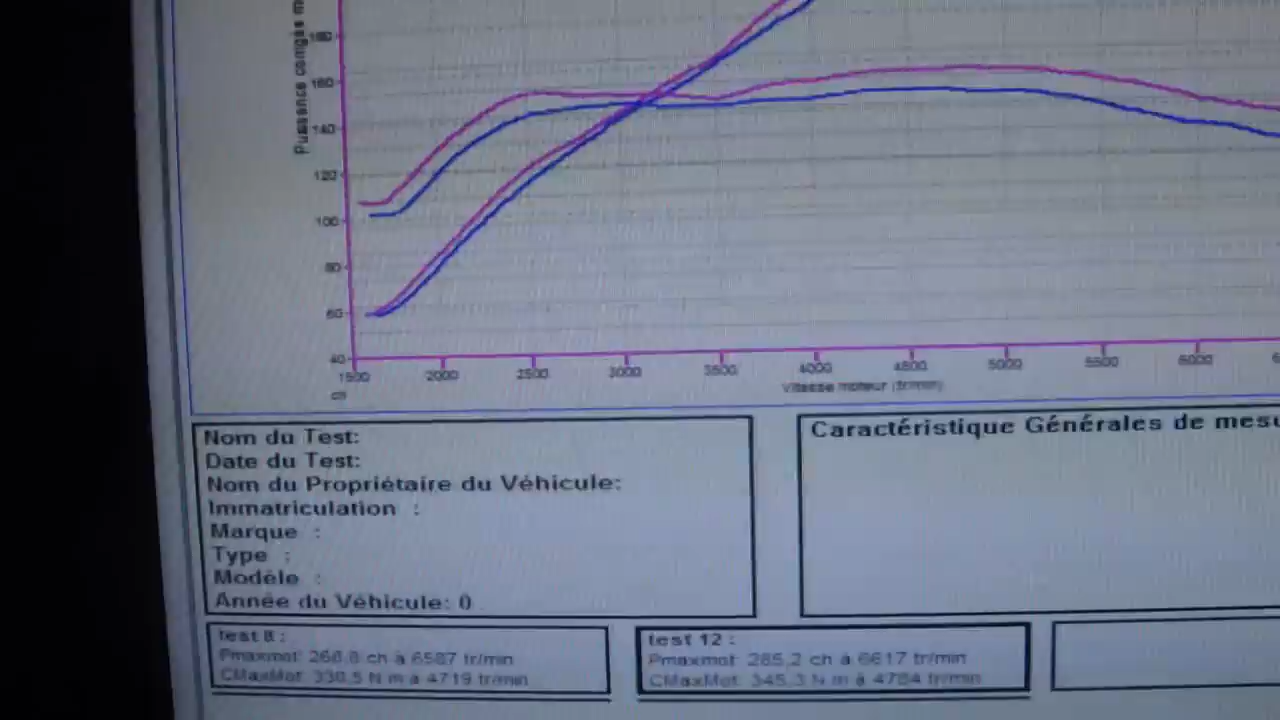 Puissance corrigée m
180
160
140
120
100
80
60
40
1500 2000 2500 3000 3500 4000 4500 5000 5500 6000
ch
Vitesse moteur (tr/min)
Nom du Test:
Date du Test:
Nom du Propriétaire du Véhicule:
Immatriculation :
Marque :
Type :
Modèle :
Année du Véhicule: 0
Caractéristique Générales de mesu
test 8 :
Pmaxmot: 268,8 ch à 6587 tr/min
CMaxMot: 330,5 N m à 4719 tr/min
test 12 :
Pmaxmot: 285,2 ch à 6617 tr/min
CMaxMot: 345,3 N m à 4784 tr/min